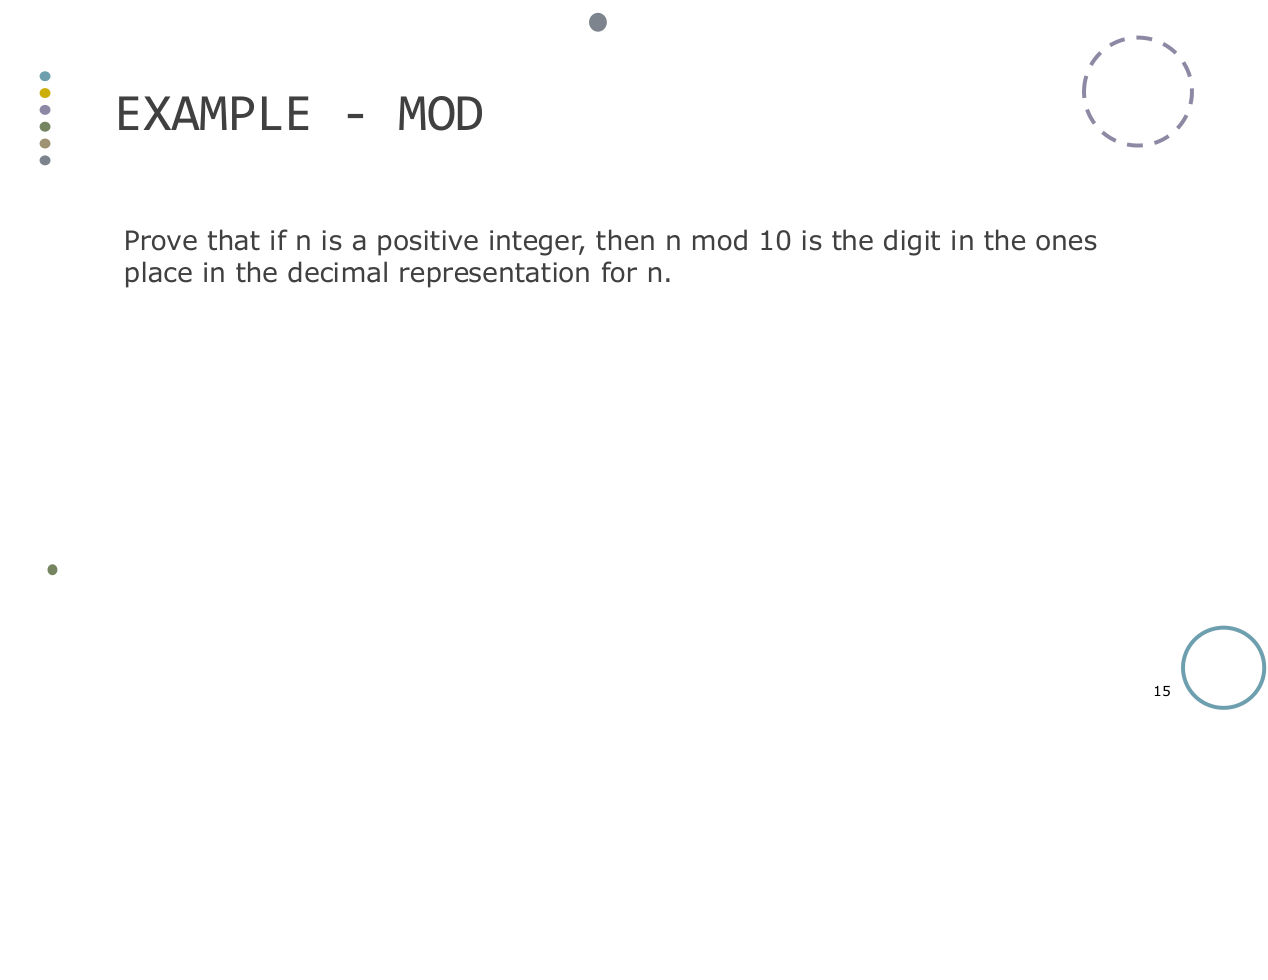 EXAMPLE - MOD
Prove that if n is a positive integer, then n mod 10 is the digit in the ones
place in the decimal representation for n.
15